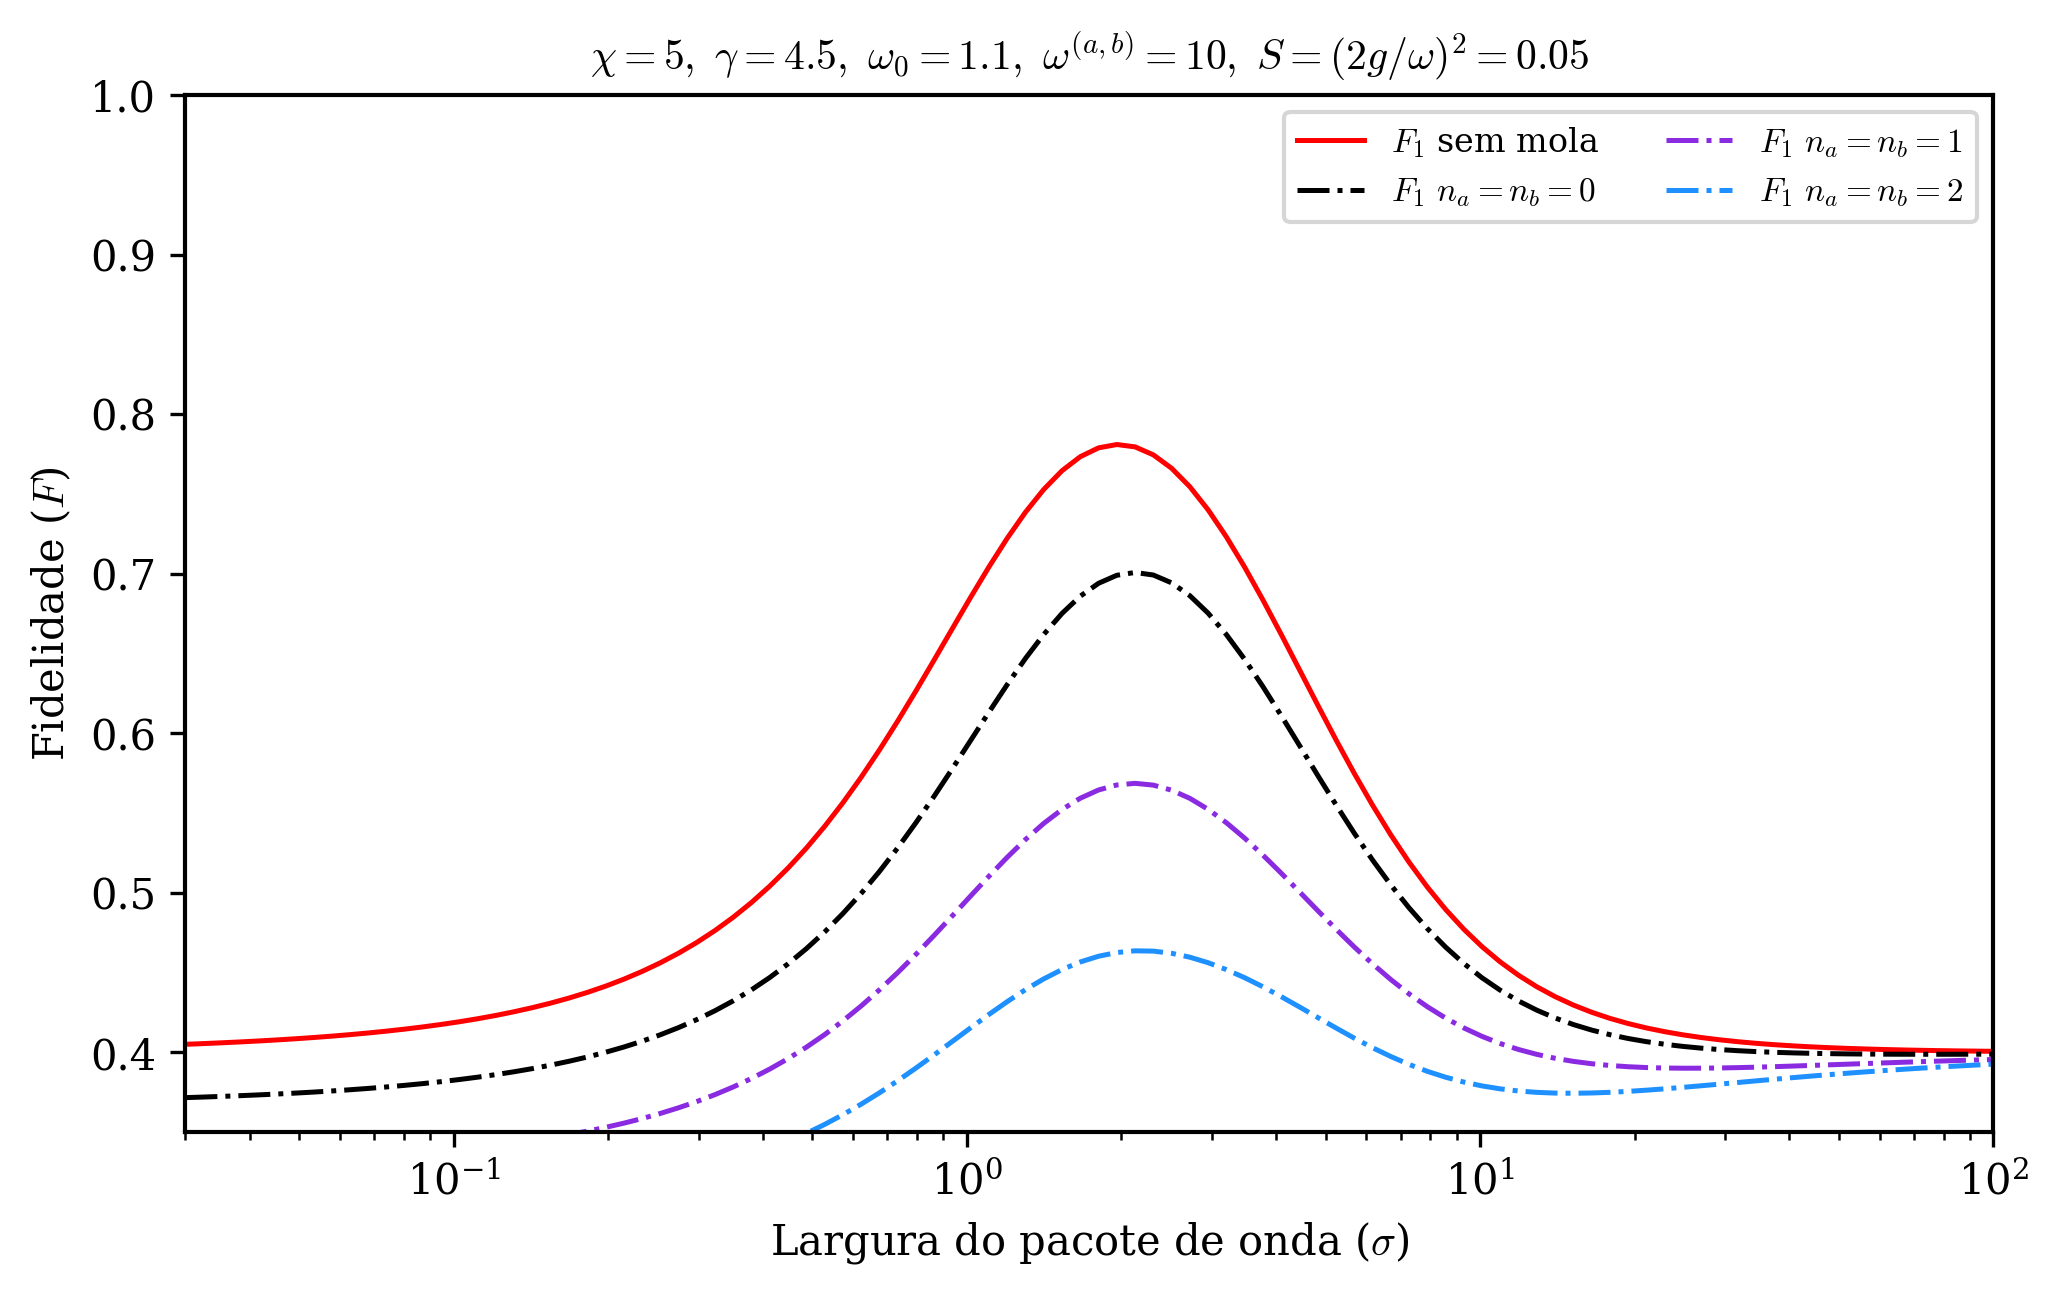 χ = 5, γ = 4.5, ω₀ = 1.1, ω⁽ᵃ,ᵇ⁾ = 10, S = (2g/ω)² = 0.05
F₁ sem mola
F₁ nₐ = n_b = 0
F₁ nₐ = n_b = 1
F₁ nₐ = n_b = 2
Fidelidade (F)
1.0
0.9
0.8
0.7
0.6
0.5
0.4
10⁻¹ 10⁰ 10¹ 10²
Largura do pacote de onda (σ)